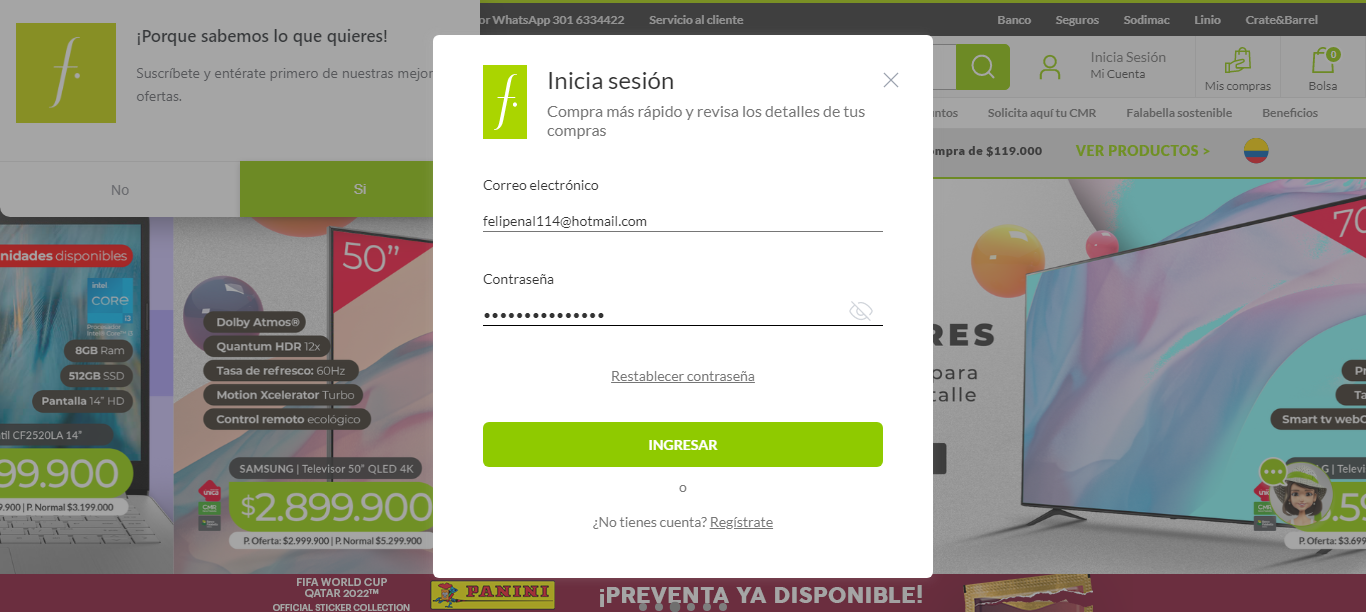 or WhatsApp 301 6334422 Servicio al cliente Banco Seguros Sodimac Linio Crate&Barrel
¡Porque sabemos lo que quieres!
Suscríbete y entérate primero de nuestras mejor
ofertas.
No Si
Inicia Sesión
Mi Cuenta
Mis compras
0
Bolsa
ntos Solicita aquí tu CMR Falabella sostenible Beneficios
mpra de $119.000 VER PRODUCTOS >
f.
Inicia sesión
Compra más rápido y revisa los detalles de tus
compras
Correo electrónico
felipenal114@hotmail.com
Contraseña
•••••••••••••••
Restablecer contraseña
INGRESAR
o
¿No tienes cuenta? Regístrate
nidades disponibles
intel
CORE
i3
8GB Ram
512GB SSD
Pantalla 14” HD
til CF2520LA 14”
99.900
9.900 | P. Normal $3.199.000
50”
Dolby Atmos®
Quantum HDR 12x
Tasa de refresco: 60Hz
Motion Xcelerator Turbo
Control remoto ecológico
SAMSUNG | Televisor 50” QLED 4K
única
CMR
$2.899.900
P. Oferta: $2.999.900 | P. Normal $5.299.900
RES
para
talle
70
Pr
Ta
Smart tv webO
G | Televi
CMR
.59
P. Oferta: $3.699
FIFA WORLD CUP
QATAR 2022™
OFFICIAL STICKER COLLECTION
PANINI
¡PREVENTA YA DISPONIBLE!